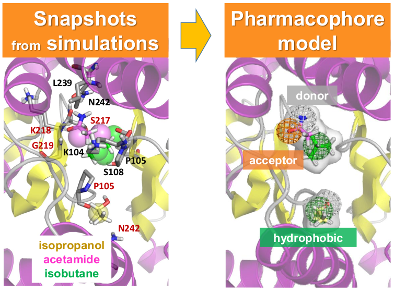 Snapshots
from simulations
Pharmacophore
model
L239
N242
S217
K218
G219
K104
P105
S108
P105
N242
isopropanol
acetamide
isobutane
donor
acceptor
hydrophobic